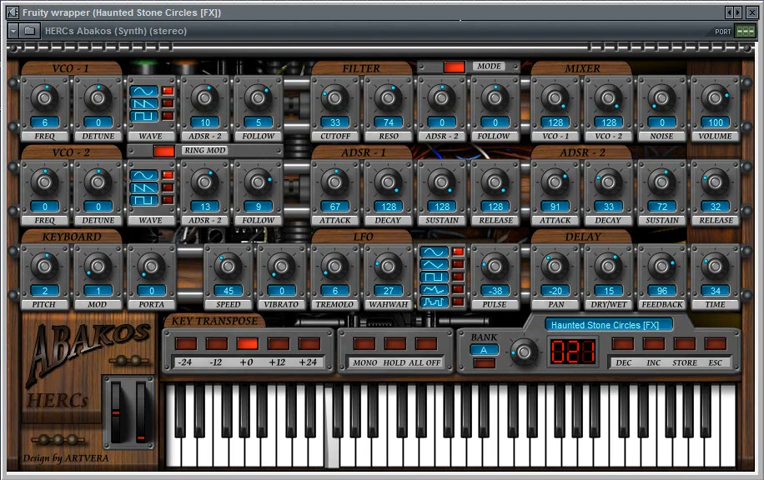 Fruity wrapper (Haunted Stone Circles [FX])
HERCs Abakos (Synth) (stereo)
PORT ---
VCO - 1 FILTER MODE MIXER
6 0 10 5 33 74 0 0 128 128 0 100
FREQ DETUNE WAVE ADSR - 2 FOLLOW CUTOFF RESO ADSR - 2 FOLLOW VCO - 1 VCO - 2 NOISE VOLUME
VCO - 2 RING MOD ADSR - 1 ADSR - 2
0 0 13 9 67 128 128 128 91 33 72 32
FREQ DETUNE WAVE ADSR - 2 FOLLOW ATTACK DECAY SUSTAIN RELEASE ATTACK DECAY SUSTAIN RELEASE
KEYBOARD LFO DELAY
2 1 0 45 0 6 27 -38 -20 15 96 34
PITCH MOD PORTA SPEED VIBRATO TREMOLO WAHWAH PULSE PAN DRY/WET FEEDBACK TIME
KEY TRANSPOSE
Haunted Stone Circles [FX]
BANK
A
021
-24 -12 +0 +12 +24 MONO HOLD ALL OFF DEC INC STORE ESC
ABAKOS
HERCs
Design by ARTVERA